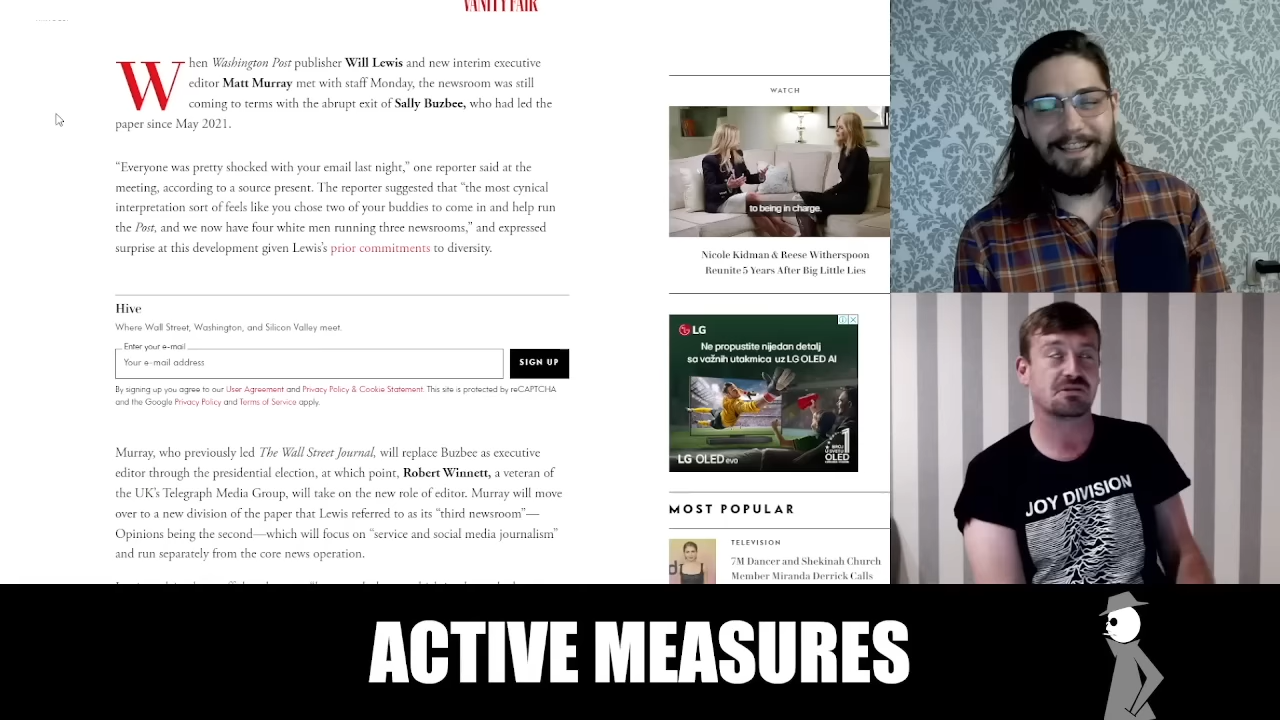 VANITY FAIR
When Washington Post publisher Will Lewis and new interim executive
editor Matt Murray met with staff Monday, the newsroom was still
coming to terms with the abrupt exit of Sally Buzbee, who had led the
paper since May 2021.
“Everyone was pretty shocked with your email last night,” one reporter said at the
meeting, according to a source present. The reporter suggested that “the most cynical
interpretation sort of feels like you chose two of your buddies to come in and help run
the Post, and we now have four white men running three newsrooms,” and expressed
surprise at this development given Lewis’s prior commitments to diversity.
Hive
Where Wall Street, Washington, and Silicon Valley meet.
Enter your e-mail
Your e-mail address
SIGN UP
By signing up you agree to our User Agreement and Privacy Policy & Cookie Statement. This site is protected by reCAPTCHA
and the Google Privacy Policy and Terms of Service apply.
Murray, who previously led The Wall Street Journal, will replace Buzbee as executive
editor through the presidential election, at which point, Robert Winnett, a veteran of
the UK’s Telegraph Media Group, will take on the new role of editor. Murray will move
over to a new division of the paper that Lewis referred to as its “third newsroom”—
Opinions being the second—which will focus on “service and social media journalism”
and run separately from the core news operation.
WATCH
to being in charge.
Nicole Kidman & Reese Witherspoon
Reunite 5 Years After Big Little Lies
LG
Ne propustite nijedan detalj
sa važnih utakmica uz LG OLED AI
LG OLED evo
OLED
MOST POPULAR
TELEVISION
7M Dancer and Shekinah Church
Member Miranda Derrick Calls
JOY DIVISION
ACTIVE MEASURES